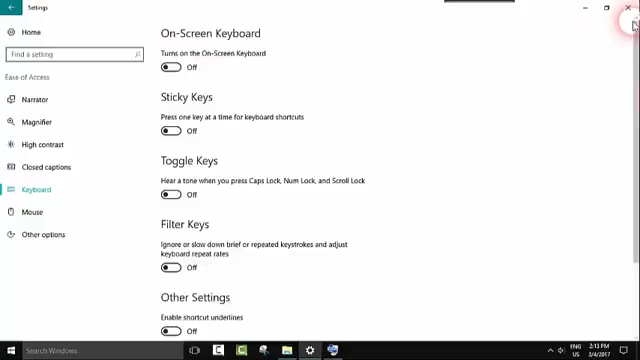 Settings
Home
Find a setting
Ease of Access
Narrator
Magnifier
High contrast
Closed captions
Keyboard
Mouse
Other options
On-Screen Keyboard
Turns on the On-Screen Keyboard
Off
Sticky Keys
Press one key at a time for keyboard shortcuts
Off
Toggle Keys
Hear a tone when you press Caps Lock, Num Lock, and Scroll Lock
Off
Filter Keys
Ignore or slow down brief or repeated keystrokes and adjust
keyboard repeat rates
Off
Other Settings
Enable shortcut underlines
Off
Search Windows
ENG
US
2:13 PM
3/4/2017